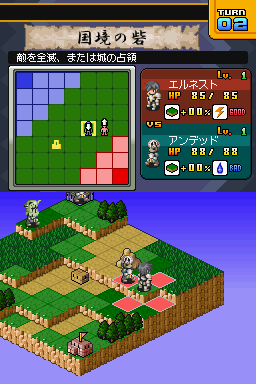 TURN
02
国境の砦
敵を全滅、または城の占領
Lv. 1
エルネスト
HP 85/ 85
+00% GOOD
VS
Lv. 1
アンデッド
HP 88/ 88
+00% BAD